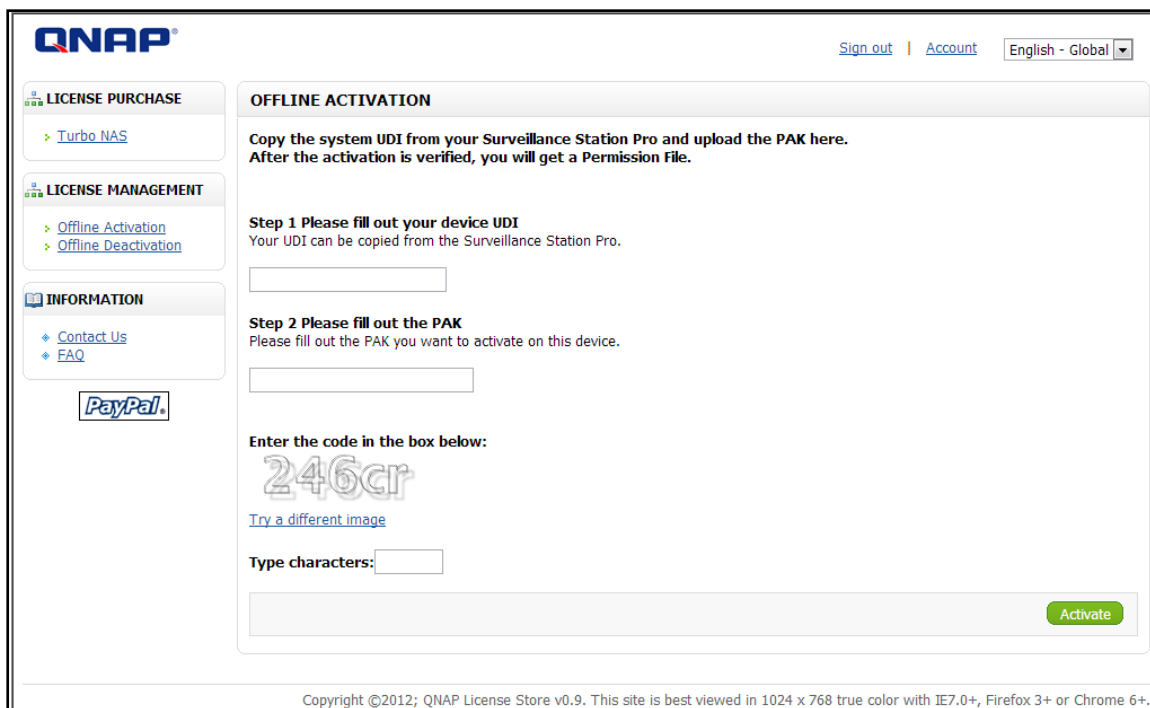 QNAP
Sign out | Account English - Global
LICENSE PURCHASE
Turbo NAS
LICENSE MANAGEMENT
Offline Activation
Offline Deactivation
INFORMATION
Contact Us
FAQ
PayPal.
OFFLINE ACTIVATION
Copy the system UDI from your Surveillance Station Pro and upload the PAK here.
After the activation is verified, you will get a Permission File.
Step 1 Please fill out your device UDI
Your UDI can be copied from the Surveillance Station Pro.
Step 2 Please fill out the PAK
Please fill out the PAK you want to activate on this device.
Enter the code in the box below:
246cr
Try a different image
Type characters:
Activate
Copyright ©2012; QNAP License Store v0.9. This site is best viewed in 1024 x 768 true color with IE7.0+, Firefox 3+ or Chrome 6+.